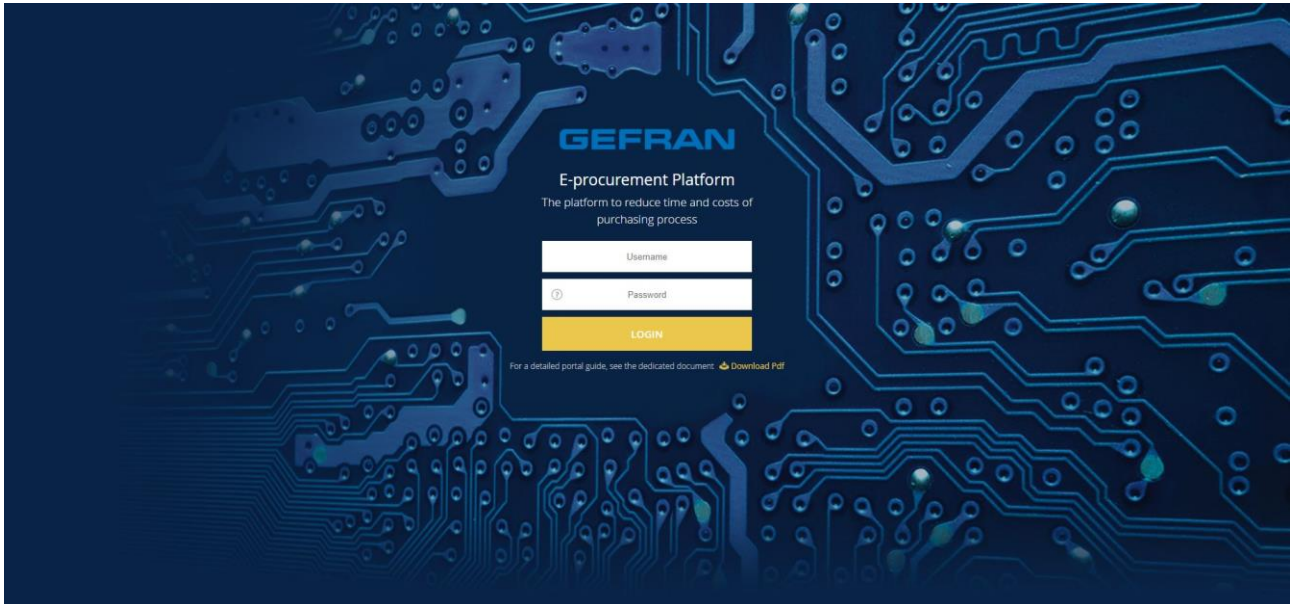 GEFRAN
E-procurement Platform
The platform to reduce time and costs of
purchasing process
Username
Password
LOGIN
For a detailed portal guide, see the dedicated document Download Pdf